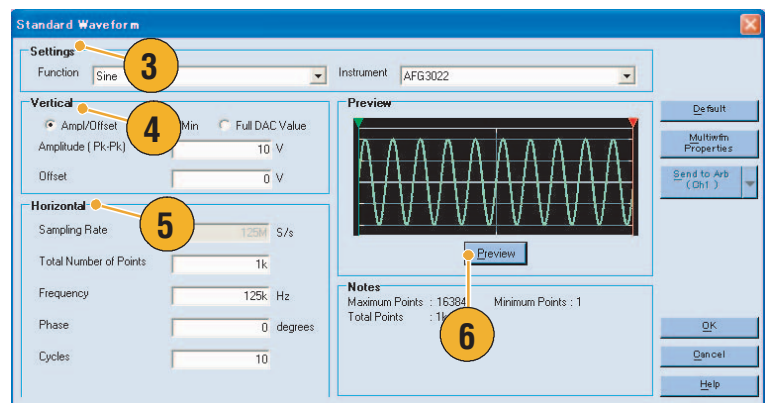 Standard Waveform
Settings
3
Function Sine Instrument AFG3022
Vertical
4
Ampl/Offset Min Full DAC Value
Amplitude ( Pk-Pk) 10 V
Offset 0 V
Horizontal
5
Sampling Rate 125M S/s
Total Number of Points 1k
Frequency 125k Hz
Phase 0 degrees
Cycles 10
Preview
Preview
6
Notes
Maximum Points : 16384 Minimum Points : 1
Total Points : 1k
Default
Multiwfm
Properties
Send to Arb
(Ch1 )
OK
Cancel
Help